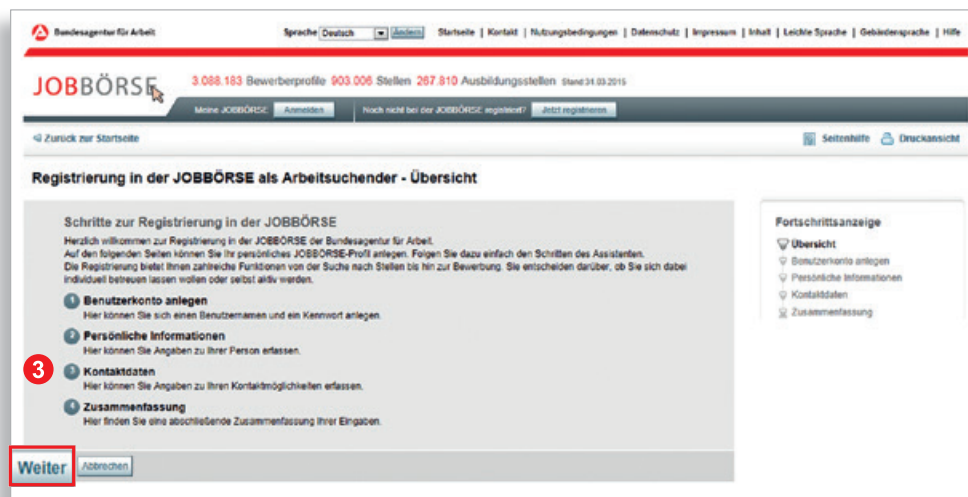 Bundesagentur für Arbeit
Sprache Deutsch Ändern Startseite | Kontakt | Nutzungsbedingungen | Datenschutz | Impressum | Inhalt | Leichte Sprache | Gebärdensprache | Hilfe
JOBBÖRSE
3.088.183 Bewerberprofile 903.006 Stellen 267.810 Ausbildungsstellen Stand 31.03.2015
Meine JOBBÖRSE Anmelden Noch nicht bei der JOBBÖRSE registriert? Jetzt registrieren
Zurück zur Startseite
Seitenhilfe Druckansicht
Registrierung in der JOBBÖRSE als Arbeitsuchender - Übersicht
Schritte zur Registrierung in der JOBBÖRSE
Herzlich willkommen zur Registrierung in der JOBBÖRSE der Bundesagentur für Arbeit.
Auf den folgenden Seiten können Sie Ihr persönliches JOBBÖRSE-Profil anlegen. Folgen Sie dazu einfach den Schritten des Assistenten.
Die Registrierung bietet Ihnen zahlreiche Funktionen von der Suche nach Stellen bis hin zur Bewerbung. Sie entscheiden darüber, ob Sie sich dabei
individuell betreuen lassen wollen oder selbst aktiv werden.
1 Benutzerkonto anlegen
Hier können Sie sich einen Benutzernamen und ein Kennwort anlegen.
2 Persönliche Informationen
Hier können Sie Angaben zu Ihrer Person erfassen.
3
3 Kontaktdaten
Hier können Sie Angaben zu Ihren Kontaktmöglichkeiten erfassen.
4 Zusammenfassung
Hier finden Sie eine abschließende Zusammenfassung Ihrer Eingaben.
Weiter Abbrechen
Fortschrittsanzeige
Übersicht
Benutzerkonto anlegen
Persönliche Informationen
Kontaktdaten
Zusammenfassung